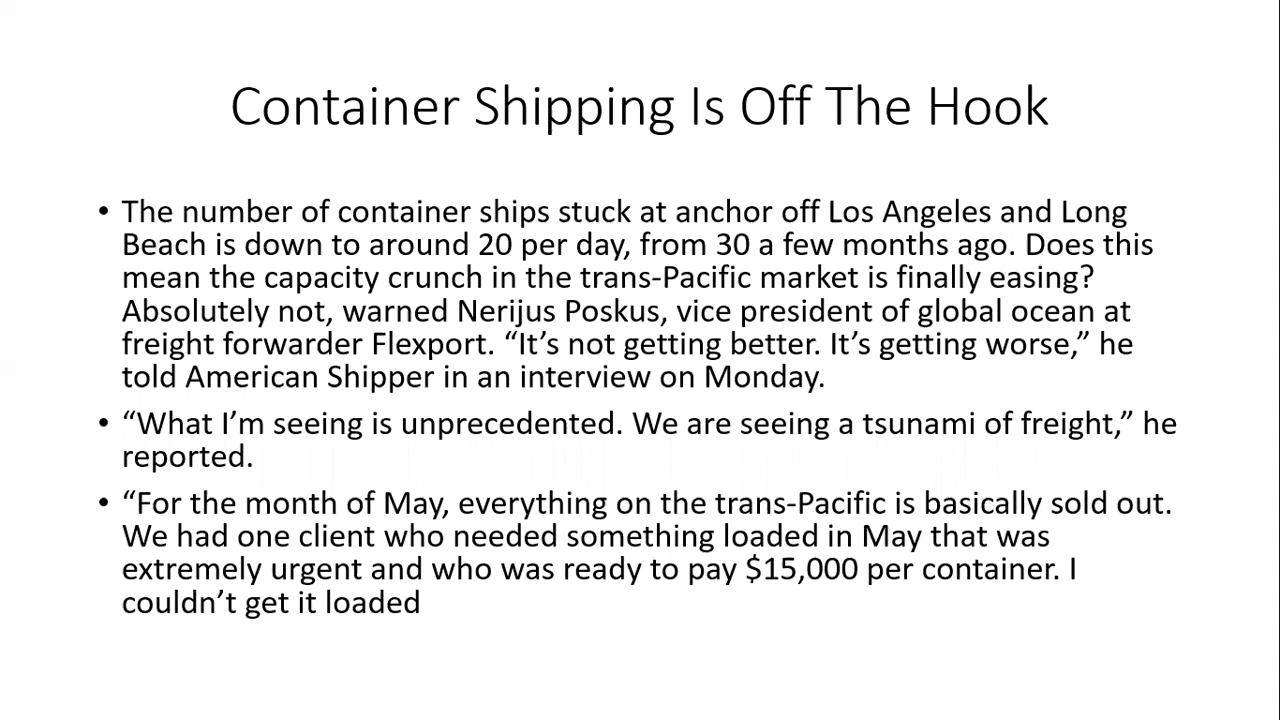 Container Shipping Is Off The Hook
• The number of container ships stuck at anchor off Los Angeles and Long
Beach is down to around 20 per day, from 30 a few months ago. Does this
mean the capacity crunch in the trans-Pacific market is finally easing?
Absolutely not, warned Nerijus Poskus, vice president of global ocean at
freight forwarder Flexport. “It’s not getting better. It’s getting worse,” he
told American Shipper in an interview on Monday.
• “What I’m seeing is unprecedented. We are seeing a tsunami of freight,” he
reported.
• “For the month of May, everything on the trans-Pacific is basically sold out.
We had one client who needed something loaded in May that was
extremely urgent and who was ready to pay $15,000 per container. I
couldn’t get it loaded